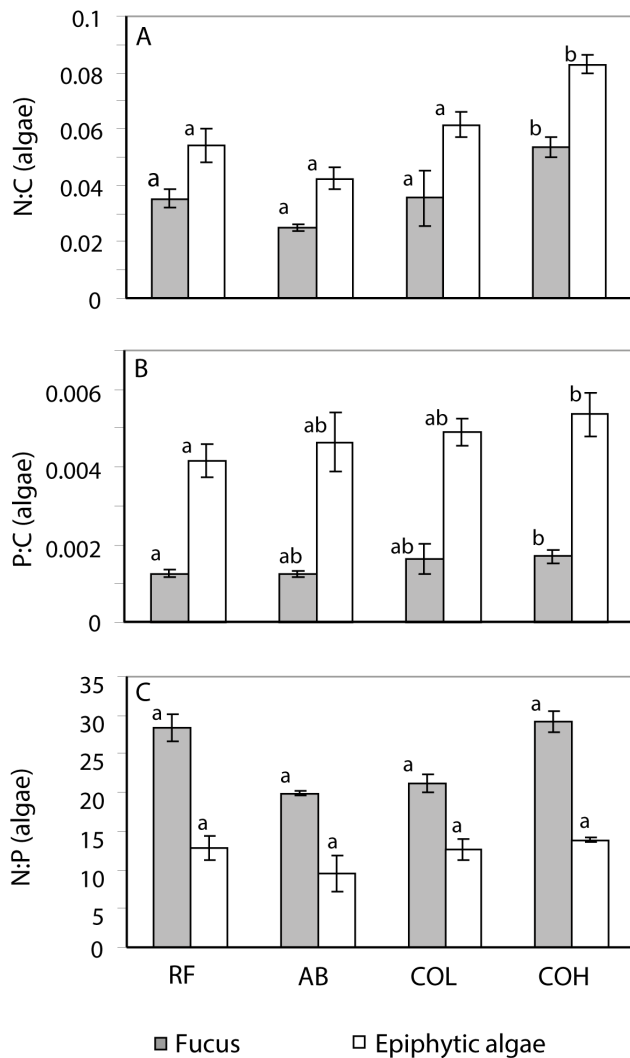 A
N:C (algae)
0.1
0.08
0.06
0.04
0.02
0
a
a
a
a
a
a
b
b
B
P:C (algae)
0.006
0.004
0.002
0
a
a
ab
ab
ab
ab
b
b
C
N:P (algae)
35
30
25
20
15
10
5
0
a
a
a
a
a
a
a
a
RF AB COL COH
Fucus Epiphytic algae